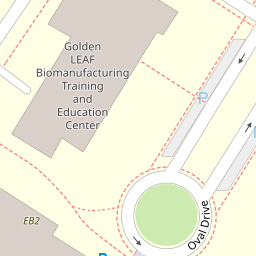 Golden
LEAF
Biomanufacturing
Training
and
Education
Center
P
EB2
Oval Drive